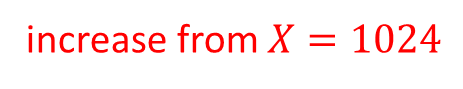 increase from X = 1024